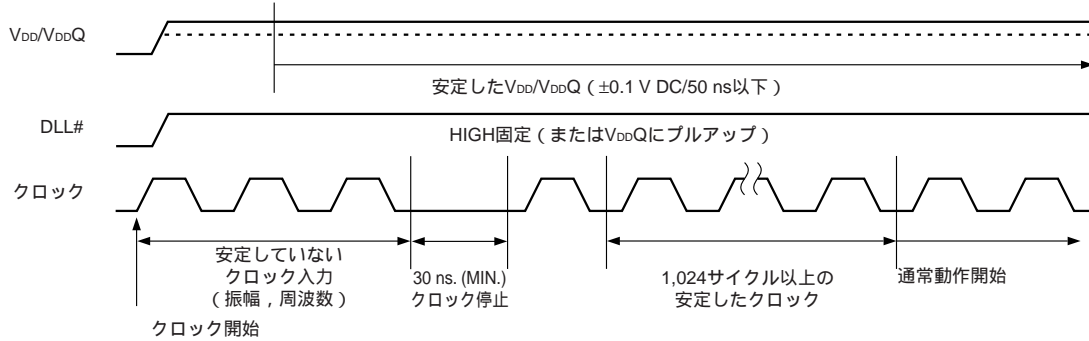 VDD/VDDQ
安定したVDD/VDDQ（±0.1 V DC/50 ns以下）
DLL#
HIGH固定（またはVDDQにプルアップ）
クロック
安定していない
クロック入力
（振幅，周波数）
30 ns. (MIN.)
クロック停止
1,024サイクル以上の
安定したクロック
通常動作開始
クロック開始